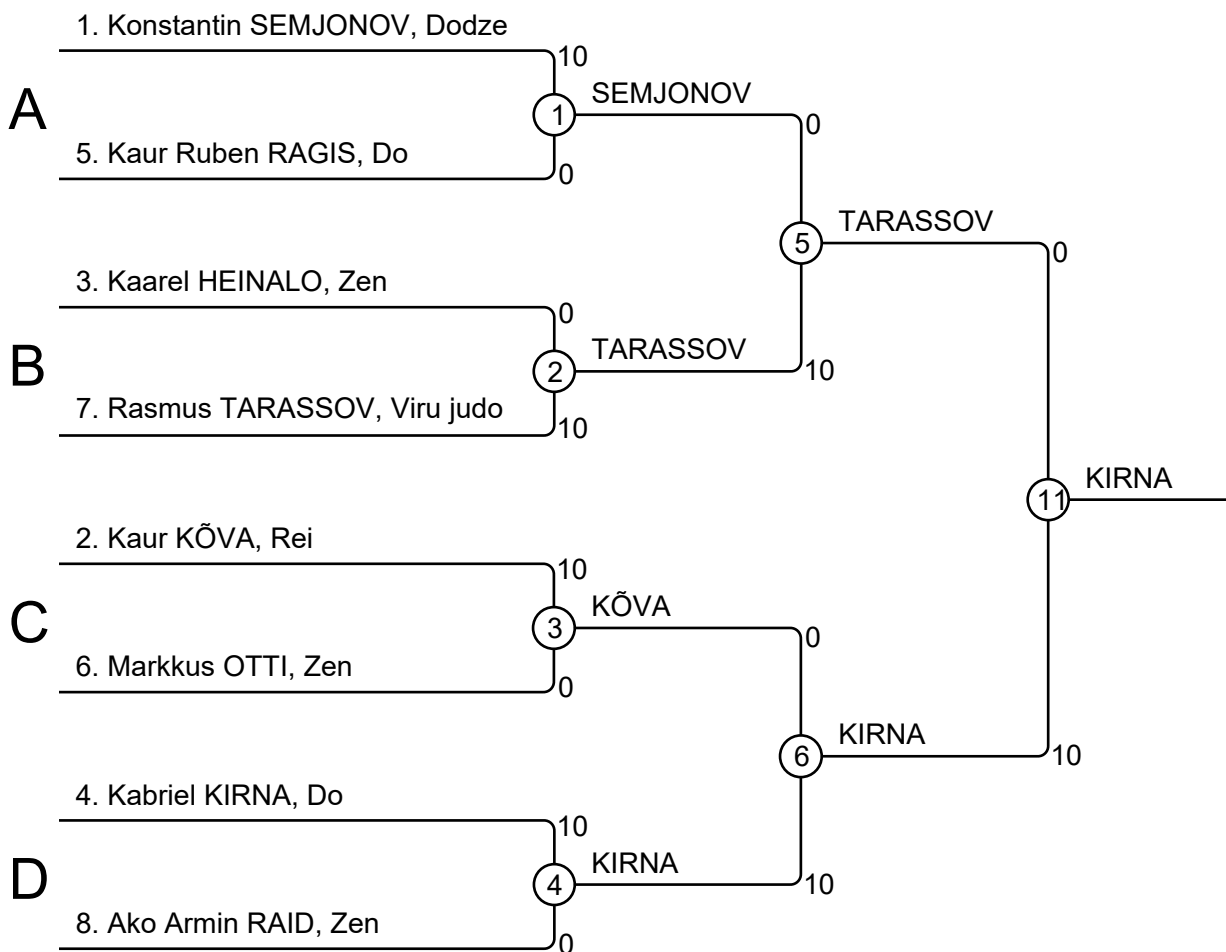 1. Konstantin SEMJONOV, Dodze
10
A
1
SEMJONOV
0
5. Kaur Ruben RAGIS, Do
0
5
TARASSOV
0
3. Kaarel HEINALO, Zen
0
B
2
TARASSOV
10
7. Rasmus TARASSOV, Viru judo
10
11
KIRNA
2. Kaur KÕVA, Rei
10
C
3
KÕVA
0
6. Markkus OTTI, Zen
0
6
KIRNA
10
4. Kabriel KIRNA, Do
10
D
4
KIRNA
10
8. Ako Armin RAID, Zen
0